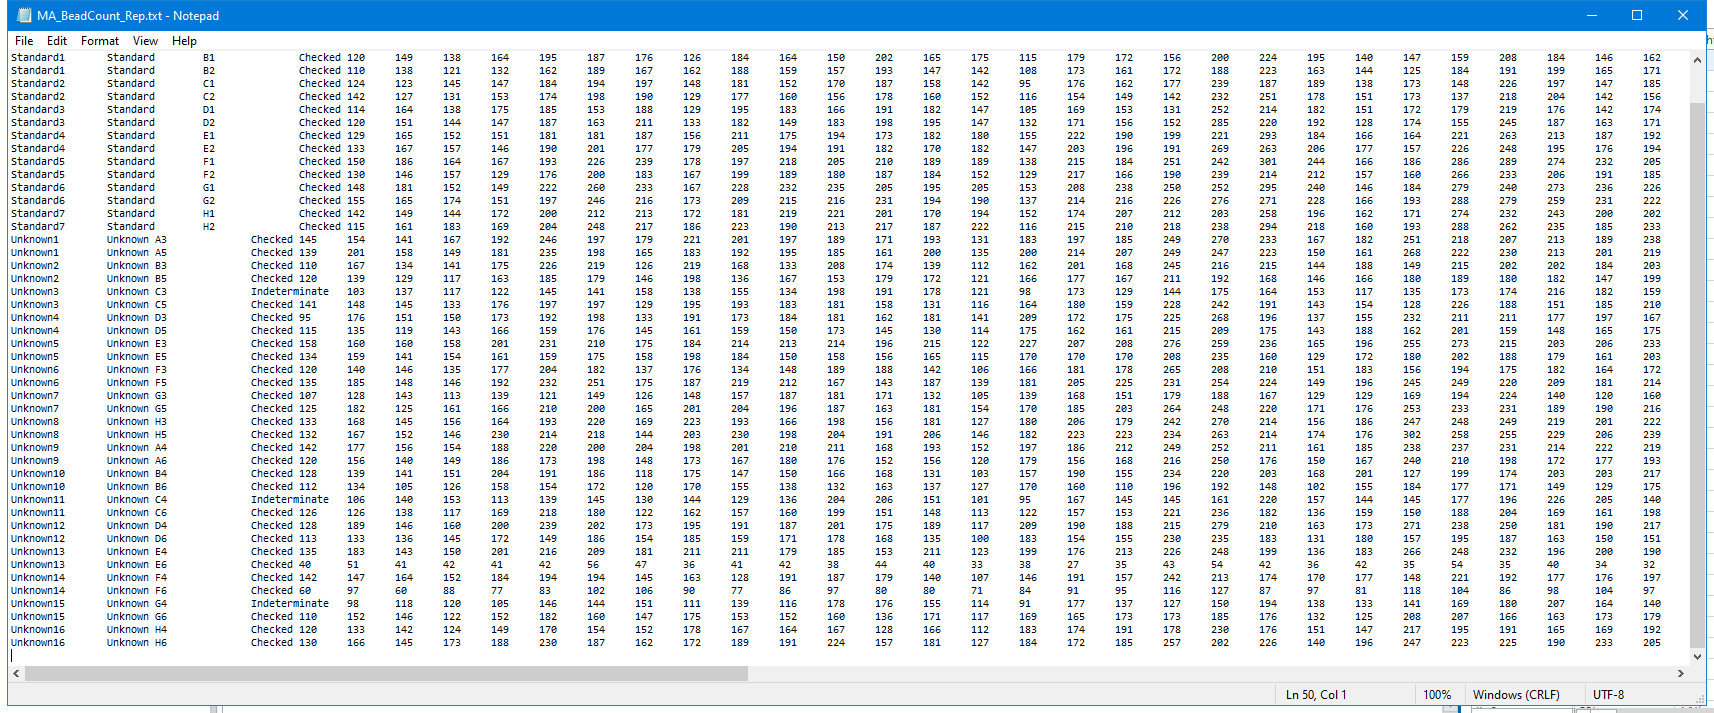 MA_BeadCount_Rep.txt - Notepad
File Edit Format View Help
Standard1 Standard B1 Checked 120 149 138 164 195 187 176 126 184 164 150 202 165 175 115 179 172 156 200 224 195 140 147 159 208 184 146 162
Standard1 Standard B2 Checked 110 138 121 132 162 189 167 162 188 159 157 193 147 142 108 173 161 172 188 223 163 144 125 184 191 199 165 171
Standard2 Standard C1 Checked 124 123 145 147 184 194 197 148 181 152 170 187 158 142 95 176 162 177 239 187 189 138 173 148 226 197 147 185
Standard2 Standard C2 Checked 142 127 131 153 174 198 190 129 177 160 156 178 160 152 116 154 149 142 232 251 178 151 173 137 218 204 142 156
Standard3 Standard D1 Checked 114 164 138 175 185 153 188 129 195 183 166 191 182 147 105 169 153 131 252 214 182 151 172 179 219 176 142 174
Standard3 Standard D2 Checked 120 151 144 147 187 163 211 133 182 149 183 198 195 147 132 171 156 152 285 220 192 128 174 155 245 187 163 171
Standard4 Standard E1 Checked 129 165 152 151 181 181 187 156 211 175 194 173 182 180 155 222 190 199 221 293 184 166 164 221 263 213 187 192
Standard4 Standard E2 Checked 133 167 157 146 190 201 177 179 205 194 191 182 170 182 147 203 196 191 269 263 206 177 157 226 248 195 176 194
Standard5 Standard F1 Checked 150 186 164 167 193 226 239 178 197 218 205 210 189 189 138 215 184 251 242 301 244 166 186 286 289 274 232 205
Standard5 Standard F2 Checked 130 146 157 129 176 200 183 167 199 189 180 187 184 152 129 217 166 190 239 214 212 157 160 266 233 206 191 185
Standard6 Standard G1 Checked 148 181 152 149 222 260 233 167 228 232 235 205 195 205 153 208 238 250 252 295 240 146 184 279 240 273 236 226
Standard6 Standard G2 Checked 155 165 174 151 197 246 216 173 209 215 216 231 194 190 137 214 216 226 276 271 228 166 193 288 279 259 231 222
Standard7 Standard H1 Checked 142 149 144 172 200 212 213 172 181 219 221 201 170 194 152 174 207 212 203 258 196 162 171 274 232 243 200 202
Standard7 Standard H2 Checked 115 161 183 169 204 248 217 186 223 190 213 217 187 222 116 215 210 218 238 294 218 160 193 288 262 235 185 233
Unknown1 Unknown A3 Checked 145 154 141 167 192 246 197 179 221 201 197 189 171 193 131 183 197 185 249 270 233 167 182 251 218 207 213 189 238
Unknown1 Unknown A5 Checked 139 201 158 149 181 235 198 165 183 192 195 185 161 200 135 200 214 207 249 247 223 150 161 268 222 230 213 201 219
Unknown2 Unknown B3 Checked 110 167 134 141 175 226 219 126 219 168 133 208 174 139 112 162 201 168 245 216 215 144 188 149 215 202 202 184 203
Unknown2 Unknown B5 Checked 120 139 129 117 163 185 179 146 198 136 167 153 179 172 121 166 177 167 211 192 168 146 166 180 189 180 182 147 199
Unknown3 Unknown C3 Indeterminate 103 137 117 122 145 141 158 138 155 134 198 191 178 121 98 173 129 144 175 164 153 117 135 173 174 216 182 159
Unknown3 Unknown C5 Checked 141 148 145 133 176 197 197 129 195 193 183 181 158 131 116 164 180 159 228 242 191 143 154 128 226 188 151 185 210
Unknown4 Unknown D3 Checked 95 176 151 150 173 192 198 133 191 173 184 181 162 181 141 209 172 175 225 268 196 137 155 232 211 211 177 197 167
Unknown4 Unknown D5 Checked 115 135 119 143 166 159 176 145 161 159 150 173 145 130 114 175 162 161 215 209 175 143 188 162 201 159 148 165 175
Unknown5 Unknown E3 Checked 158 160 160 158 201 231 210 175 184 214 213 214 196 215 122 227 207 208 276 259 236 165 196 255 273 215 203 206 233
Unknown5 Unknown E5 Checked 134 159 141 154 161 159 175 158 198 184 150 158 156 165 115 170 170 170 208 235 160 129 172 180 202 188 179 161 203
Unknown6 Unknown F3 Checked 120 140 146 135 177 204 182 137 176 134 148 189 188 142 106 166 181 178 265 208 210 151 183 156 194 175 182 164 172
Unknown6 Unknown F5 Checked 135 185 148 146 192 232 251 175 187 219 212 167 143 187 139 181 205 225 231 254 224 149 196 245 249 220 209 181 214
Unknown7 Unknown G3 Checked 107 128 143 113 139 121 149 126 148 157 187 181 171 132 105 139 168 151 179 188 167 129 129 169 194 224 140 120 160
Unknown7 Unknown G5 Checked 125 182 125 161 166 210 200 165 201 204 196 187 163 181 154 170 185 203 264 248 220 171 176 253 233 231 189 190 216
Unknown8 Unknown H3 Checked 133 168 145 156 164 193 220 169 223 193 166 198 156 181 127 180 206 179 242 270 214 156 186 247 248 249 219 201 222
Unknown8 Unknown H5 Checked 132 167 152 146 230 214 218 144 203 230 198 204 191 206 146 182 223 223 234 263 214 174 176 302 258 255 229 206 239
Unknown9 Unknown A4 Checked 142 177 156 154 188 220 200 204 198 201 210 211 168 193 152 197 186 212 249 252 211 161 185 238 237 231 214 222 219
Unknown9 Unknown A6 Checked 120 156 140 149 186 173 198 148 173 167 180 176 152 156 120 179 156 168 216 250 176 150 167 240 210 198 172 177 193
Unknown10 Unknown B4 Checked 128 139 141 151 204 191 186 118 175 147 150 166 168 131 103 157 190 155 234 220 203 168 201 127 199 174 203 203 217
Unknown10 Unknown B6 Checked 112 134 105 126 158 154 172 120 170 155 138 132 163 137 127 170 160 110 196 192 148 102 155 184 177 171 149 129 175
Unknown11 Unknown C4 Indeterminate 106 140 153 113 139 145 130 144 129 136 204 206 151 101 95 167 145 145 161 220 157 144 145 177 196 226 205 140
Unknown11 Unknown C6 Checked 126 126 138 117 169 218 180 122 162 157 160 199 151 148 113 122 157 153 221 236 182 136 159 150 188 204 169 161 198
Unknown12 Unknown D4 Checked 128 189 146 160 200 239 202 173 195 191 187 201 175 189 117 209 190 188 215 279 210 163 173 271 238 250 181 190 217
Unknown12 Unknown D6 Checked 113 133 136 145 172 149 186 154 185 159 171 178 168 135 100 183 154 155 230 235 183 131 180 157 195 187 163 150 151
Unknown13 Unknown E4 Checked 135 183 143 150 201 216 209 181 211 211 179 185 153 211 123 199 176 213 226 248 199 136 183 266 248 232 196 200 190
Unknown13 Unknown E6 Checked 40 51 41 42 41 42 56 47 36 41 42 38 44 40 33 38 27 35 43 54 42 36 42 35 54 35 40 34 32
Unknown14 Unknown F4 Checked 142 147 164 152 184 194 194 145 163 128 191 187 179 140 107 146 191 157 242 213 174 170 177 148 221 192 177 176 197
Unknown14 Unknown F6 Checked 60 97 60 88 77 83 102 106 90 77 86 97 80 80 71 84 91 95 116 127 87 97 81 118 104 86 98 104 97
Unknown15 Unknown G4 Indeterminate 98 118 120 105 146 144 151 111 139 116 178 176 155 114 91 177 137 127 150 194 138 133 141 169 180 207 164 140
Unknown15 Unknown G6 Checked 110 152 146 122 152 182 160 147 175 153 152 160 136 171 117 169 165 173 173 185 176 132 125 208 207 166 163 173 179
Unknown16 Unknown H4 Checked 120 133 142 124 149 170 154 152 178 167 164 167 128 166 112 183 174 191 178 230 176 151 147 217 195 191 165 169 192
Unknown16 Unknown H6 Checked 130 166 145 173 188 230 187 162 172 189 191 224 157 181 127 184 172 185 257 202 226 140 196 247 223 225 190 233 205
Ln 50, Col 1 100% Windows (CRLF) UTF-8